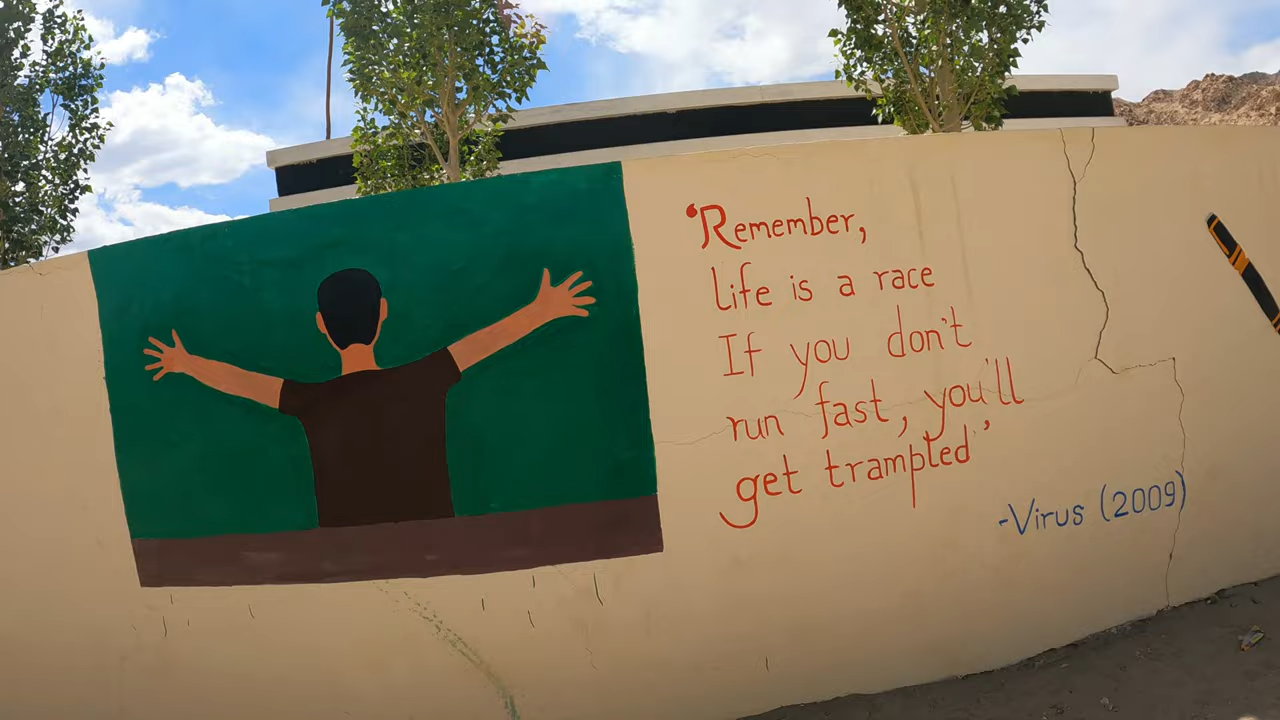 ‘Remember,
life is a race
If you don't
run fast, you'll
get trampled’
-Virus (2009)